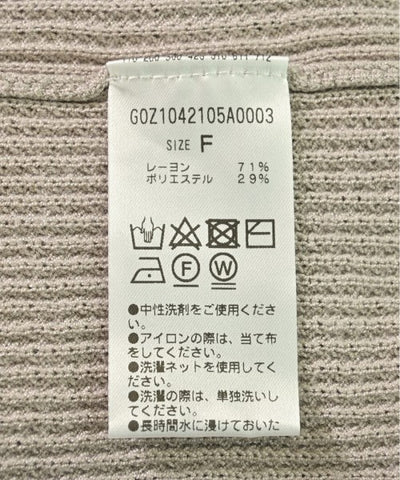 G0Z1042105A0003
SIZE F
レーヨン 71%
ポリエステル 29%
F W
●中性洗剤をご使用くださ
い。
●アイロンの際は、当て布
をしてください。
●洗濯ネットを使用してく
ださい。
●洗濯の際は、単独洗いし
てください。
●長時間水に浸けておいた